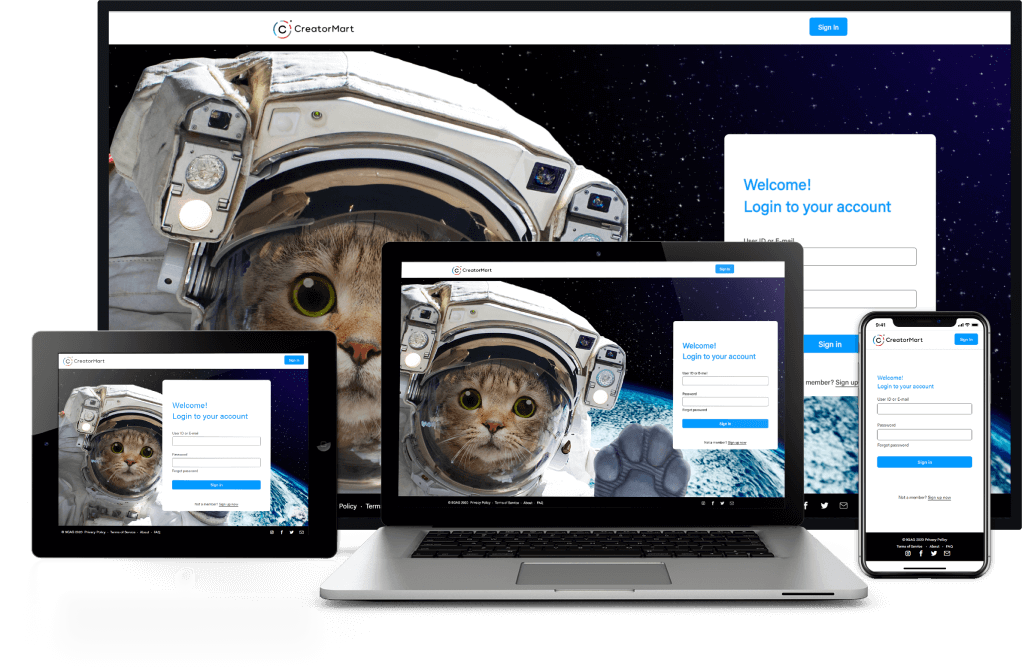 CreatorMart
Sign In
Welcome!
Login to your account
User ID or E-mail
Sign in
member? Sign up
Policy · Term
CreatorMart
Sign In
Welcome!
Login to your account
User ID or E-mail
Password
Forgot password
Sign in
Not a member? Sign up now
© SGAG 2020 Privacy Policy · Terms of Service · About · FAQ
CreatorMart
Sign In
Welcome!
Login to your account
User ID or E-mail
Password
Forgot password
Sign in
Not a member? Sign up now
© SGAG 2020 Privacy Policy · Terms of Service · About · FAQ
9:41
CreatorMart
Sign In
Welcome!
Login to your account
User ID or E-mail
Password
Forgot password
Sign in
Not a member? Sign up now
© SGAG 2020 Privacy Policy
Terms of Service · About · FAQ